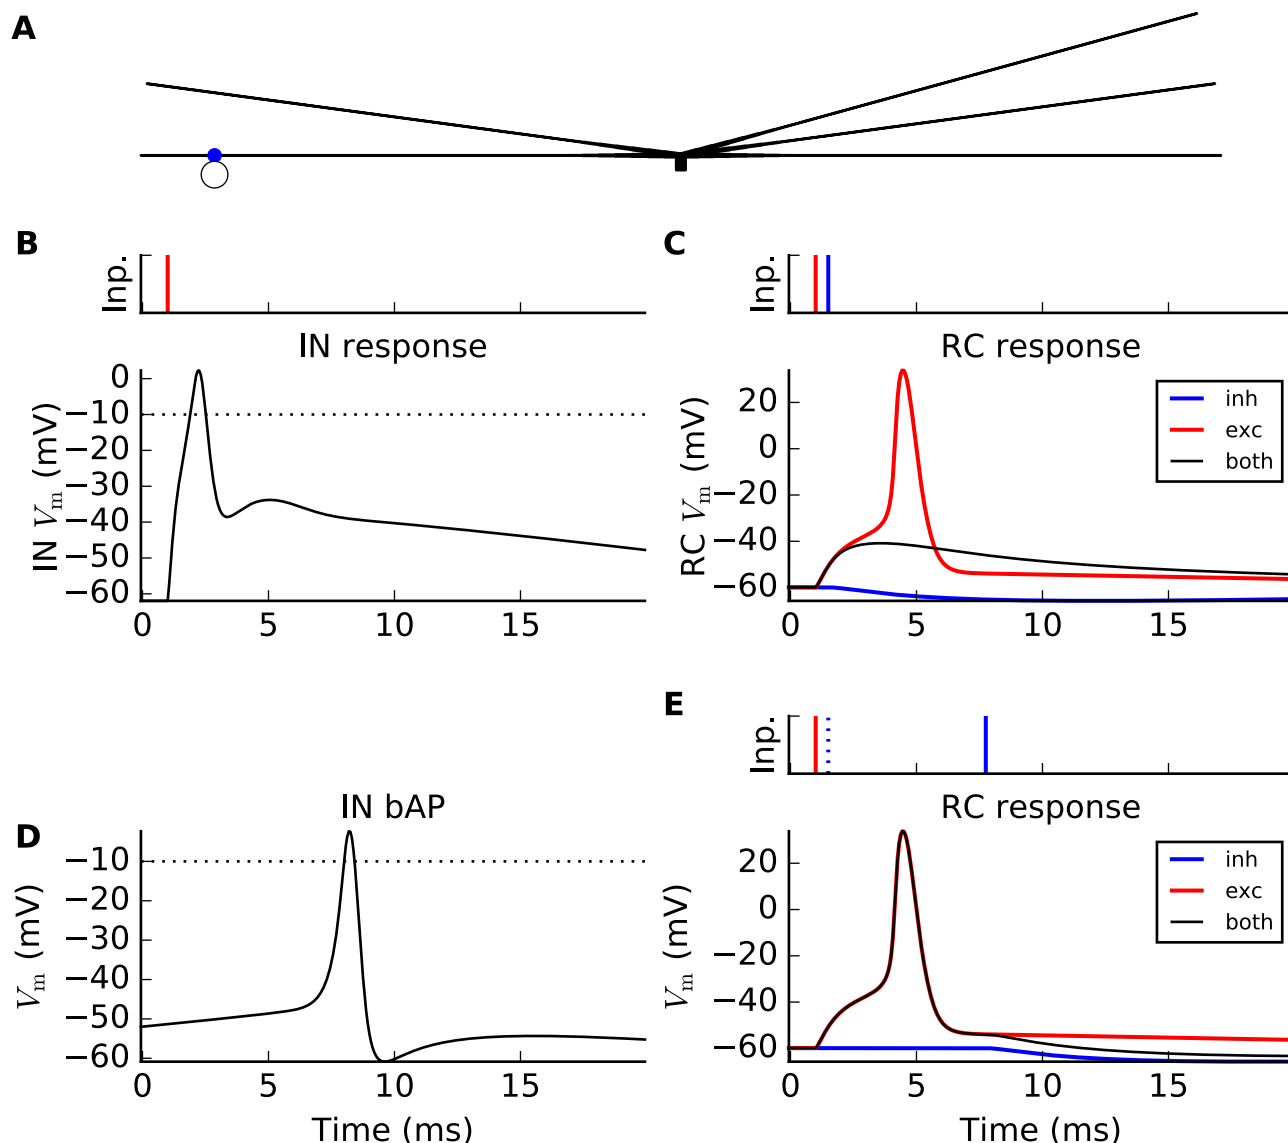 A
B
Inp.
IN response
0
−10
−20
−30
−40
−50
−60
IN Vm (mV)
0 5 10 15
C
Inp.
RC response
20
0
−20
−40
−60
RC Vm (mV)
inh
exc
both
0 5 10 15
D
IN bAP
−10
−20
−30
−40
−50
−60
Vm (mV)
0 5 10 15
Time (ms)
E
Inp.
RC response
20
0
−20
−40
−60
Vm (mV)
inh
exc
both
0 5 10 15
Time (ms)